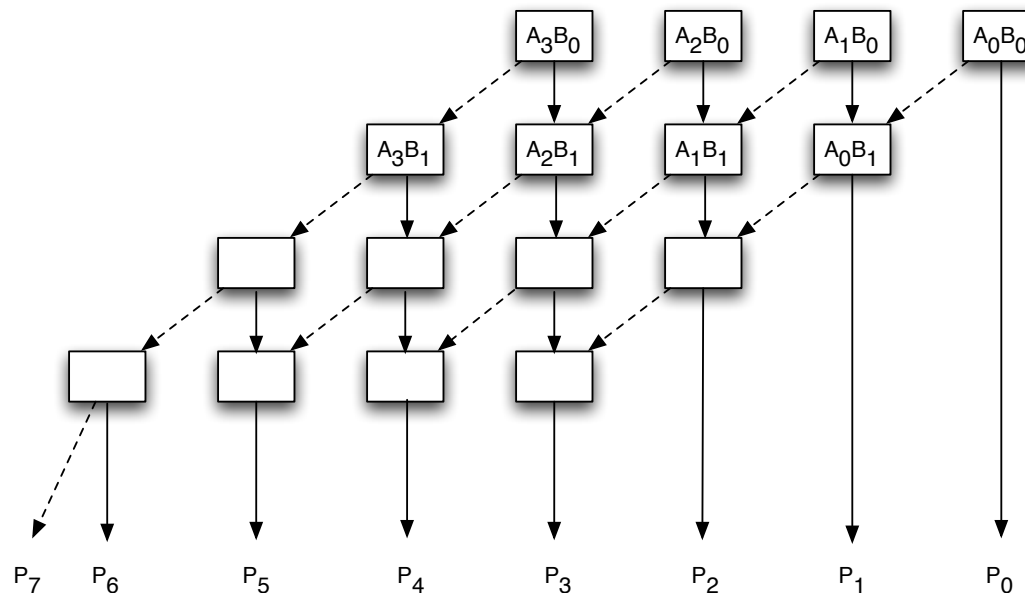 A₃B₀ A₂B₀ A₁B₀ A₀B₀
A₃B₁ A₂B₁ A₁B₁ A₀B₁
P₇ P₆ P₅ P₄ P₃ P₂ P₁ P₀